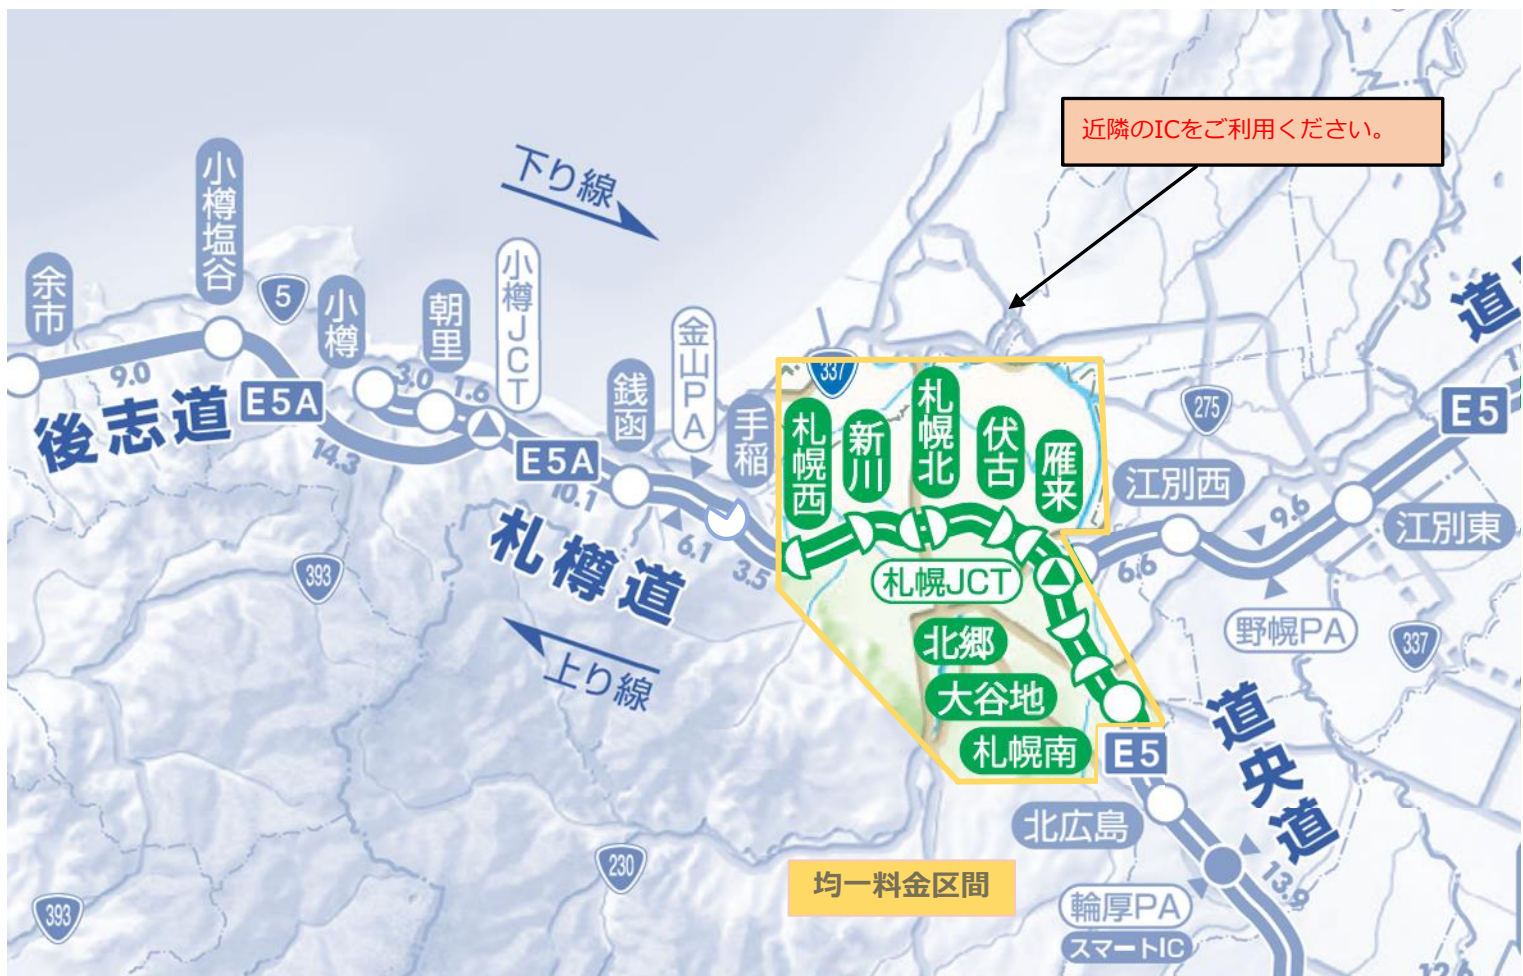 近隣のICをご利用ください。
下り線
小樽塩谷
余市
5
小樽
朝里
小樽JCT
金山PA
銭函
手稲
337
札幌西
新川
札幌北
伏古
雁来
275
E5
江別西
江別東
9.0
3.0
1.6
E5A
後志道
14.3
E5A
10.1
6.1
3.5
札樽道
393
札幌JCT
6.6
9.6
野幌PA
337
上り線
北郷
大谷地
札幌南
E5
道央道
北広島
230
均一料金区間
13.9
輪厚PA
スマートIC
393